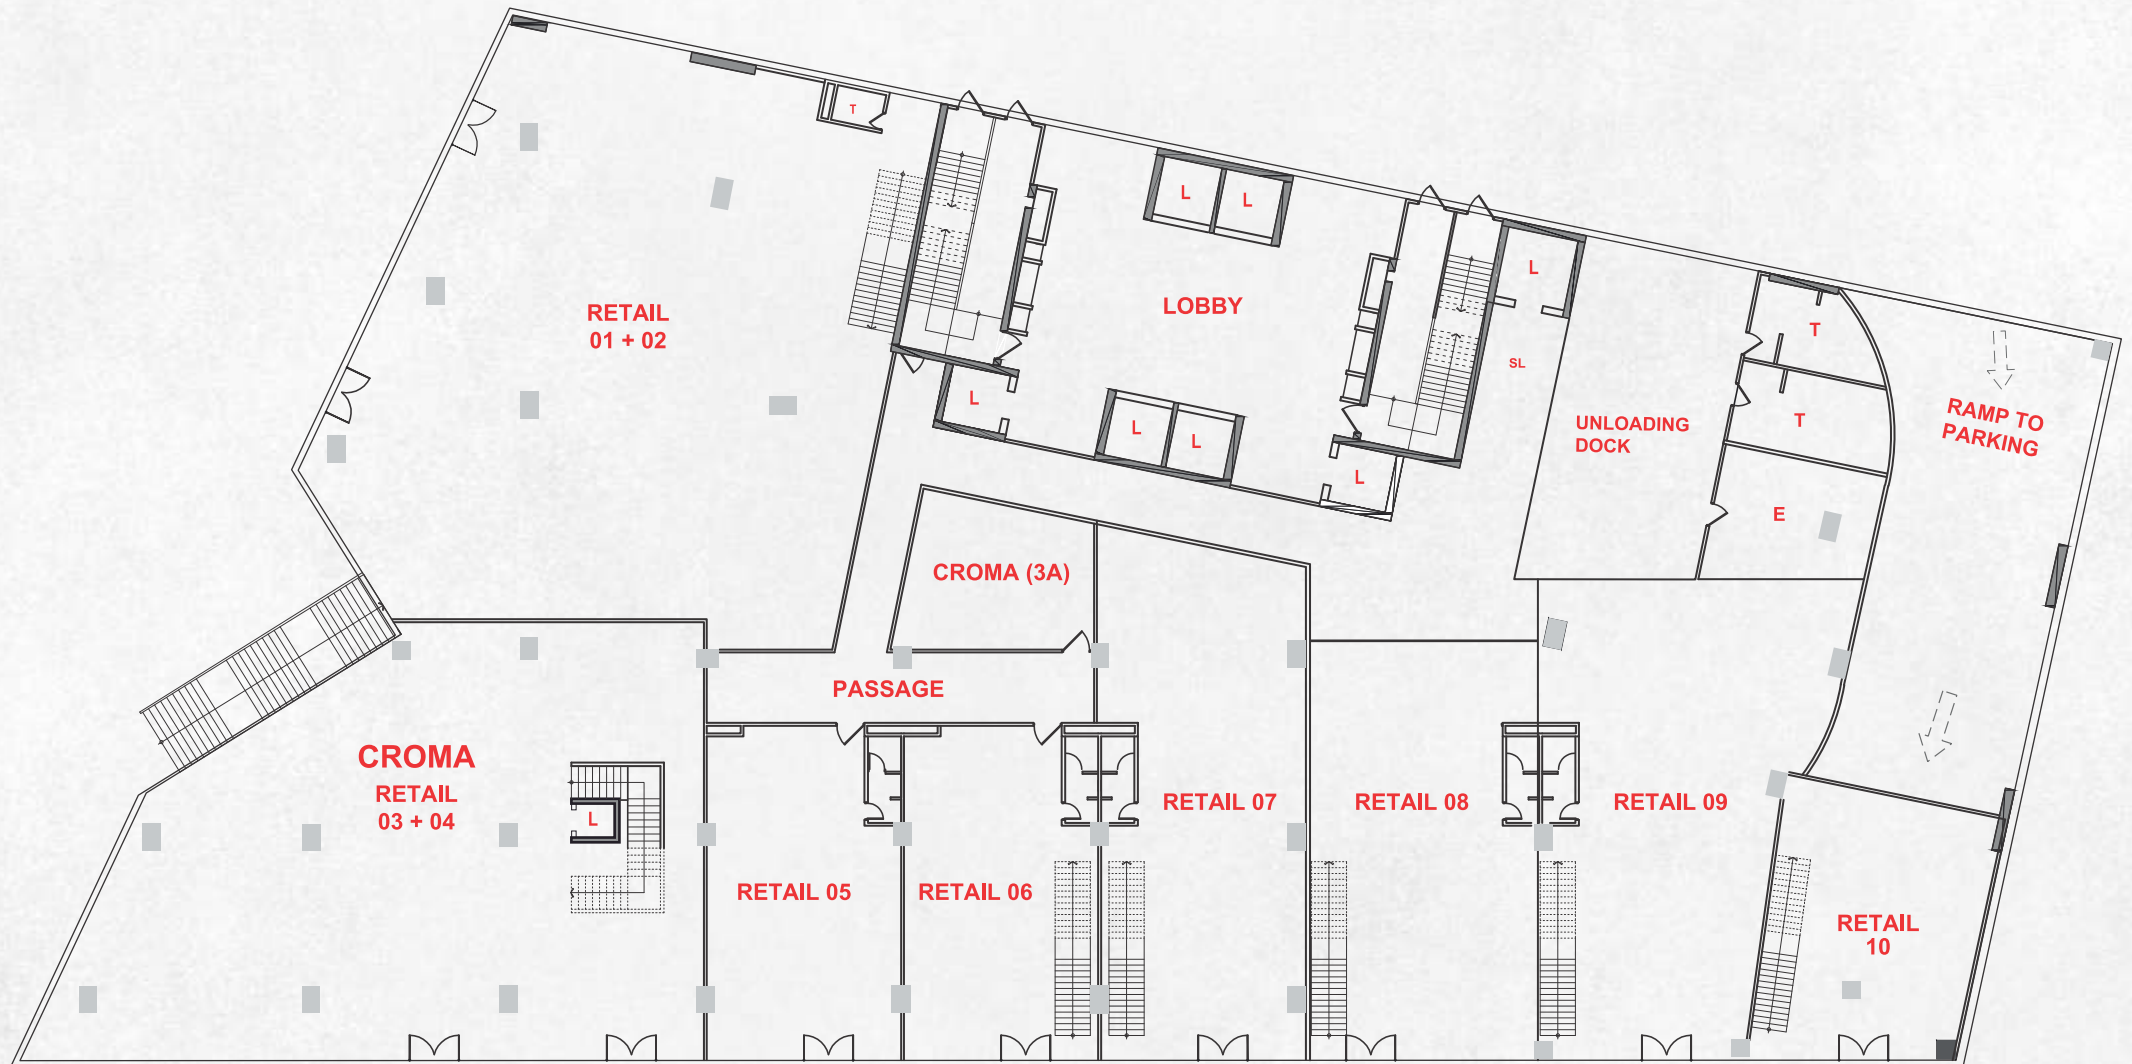 T
L
L
L
RETAIL
01 + 02
LOBBY
T
SL
L
RAMP TO
PARKING
UNLOADING
DOCK
T
L
L
L
E
CROMA (3A)
PASSAGE
CROMA
RETAIL
03 + 04
L
RETAIL 07
RETAIL 08
RETAIL 09
RETAIL 05
RETAIL 06
RETAIL
10